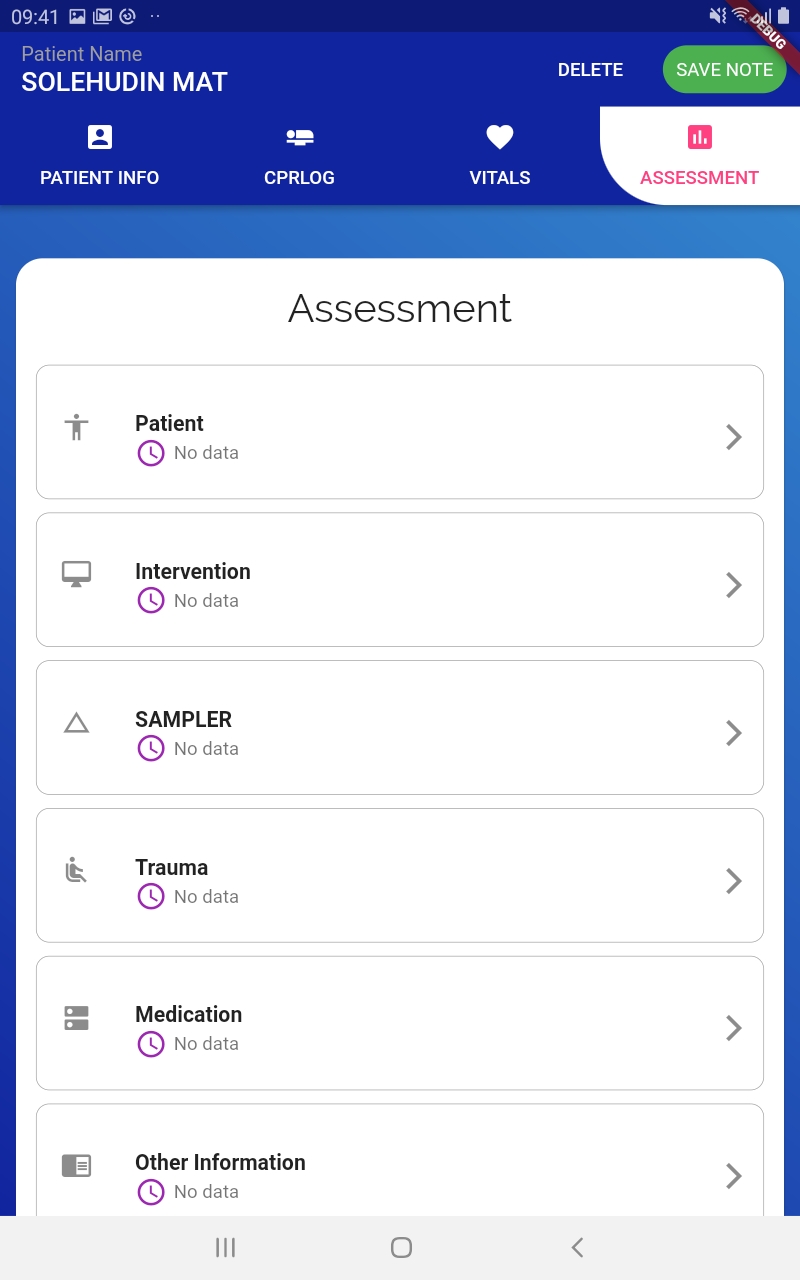 09:41
DEBUG
Patient Name
SOLEHUDIN MAT
DELETE
SAVE NOTE
PATIENT INFO
CPRLOG
VITALS
ASSESSMENT
Assessment
Patient
No data
Intervention
No data
SAMPLER
No data
Trauma
No data
Medication
No data
Other Information
No data